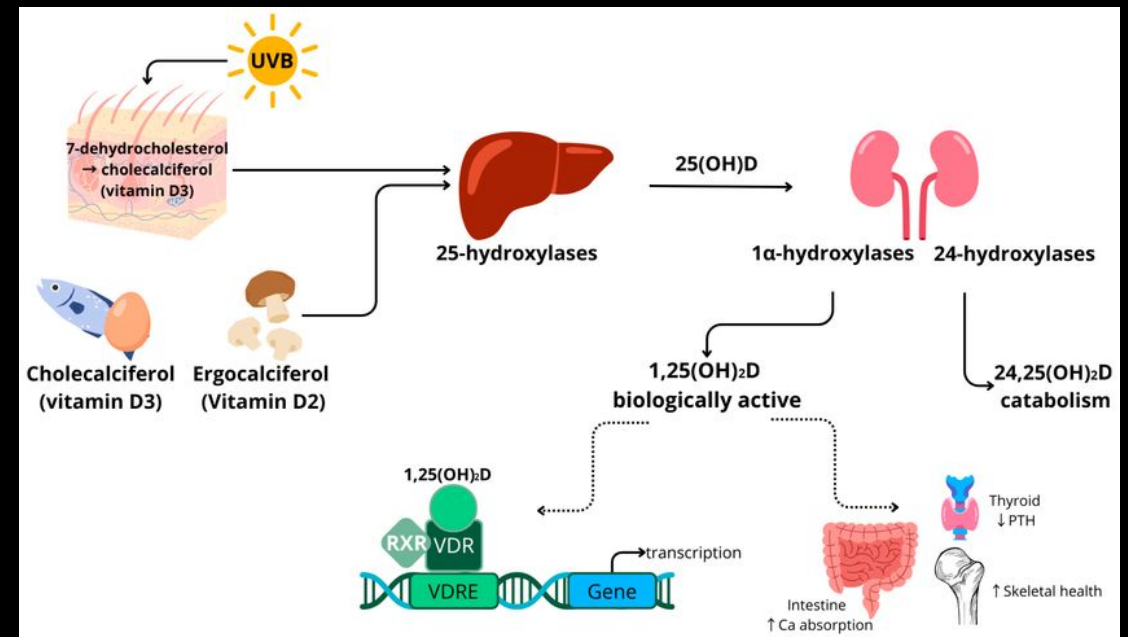 UVB
7-dehydrocholesterol
→ cholecalciferol
(vitamin D3)
25-hydroxylases
25(OH)D
1α-hydroxylases
24-hydroxylases
Cholecalciferol
(vitamin D3)
Ergocalciferol
(Vitamin D2)
1,25(OH)₂D
biologically active
24,25(OH)₂D
catabolism
1,25(OH)₂D
RXR
VDR
VDRE
Gene
transcription
Intestine
↑ Ca absorption
Thyroid
↓ PTH
↑ Skeletal health